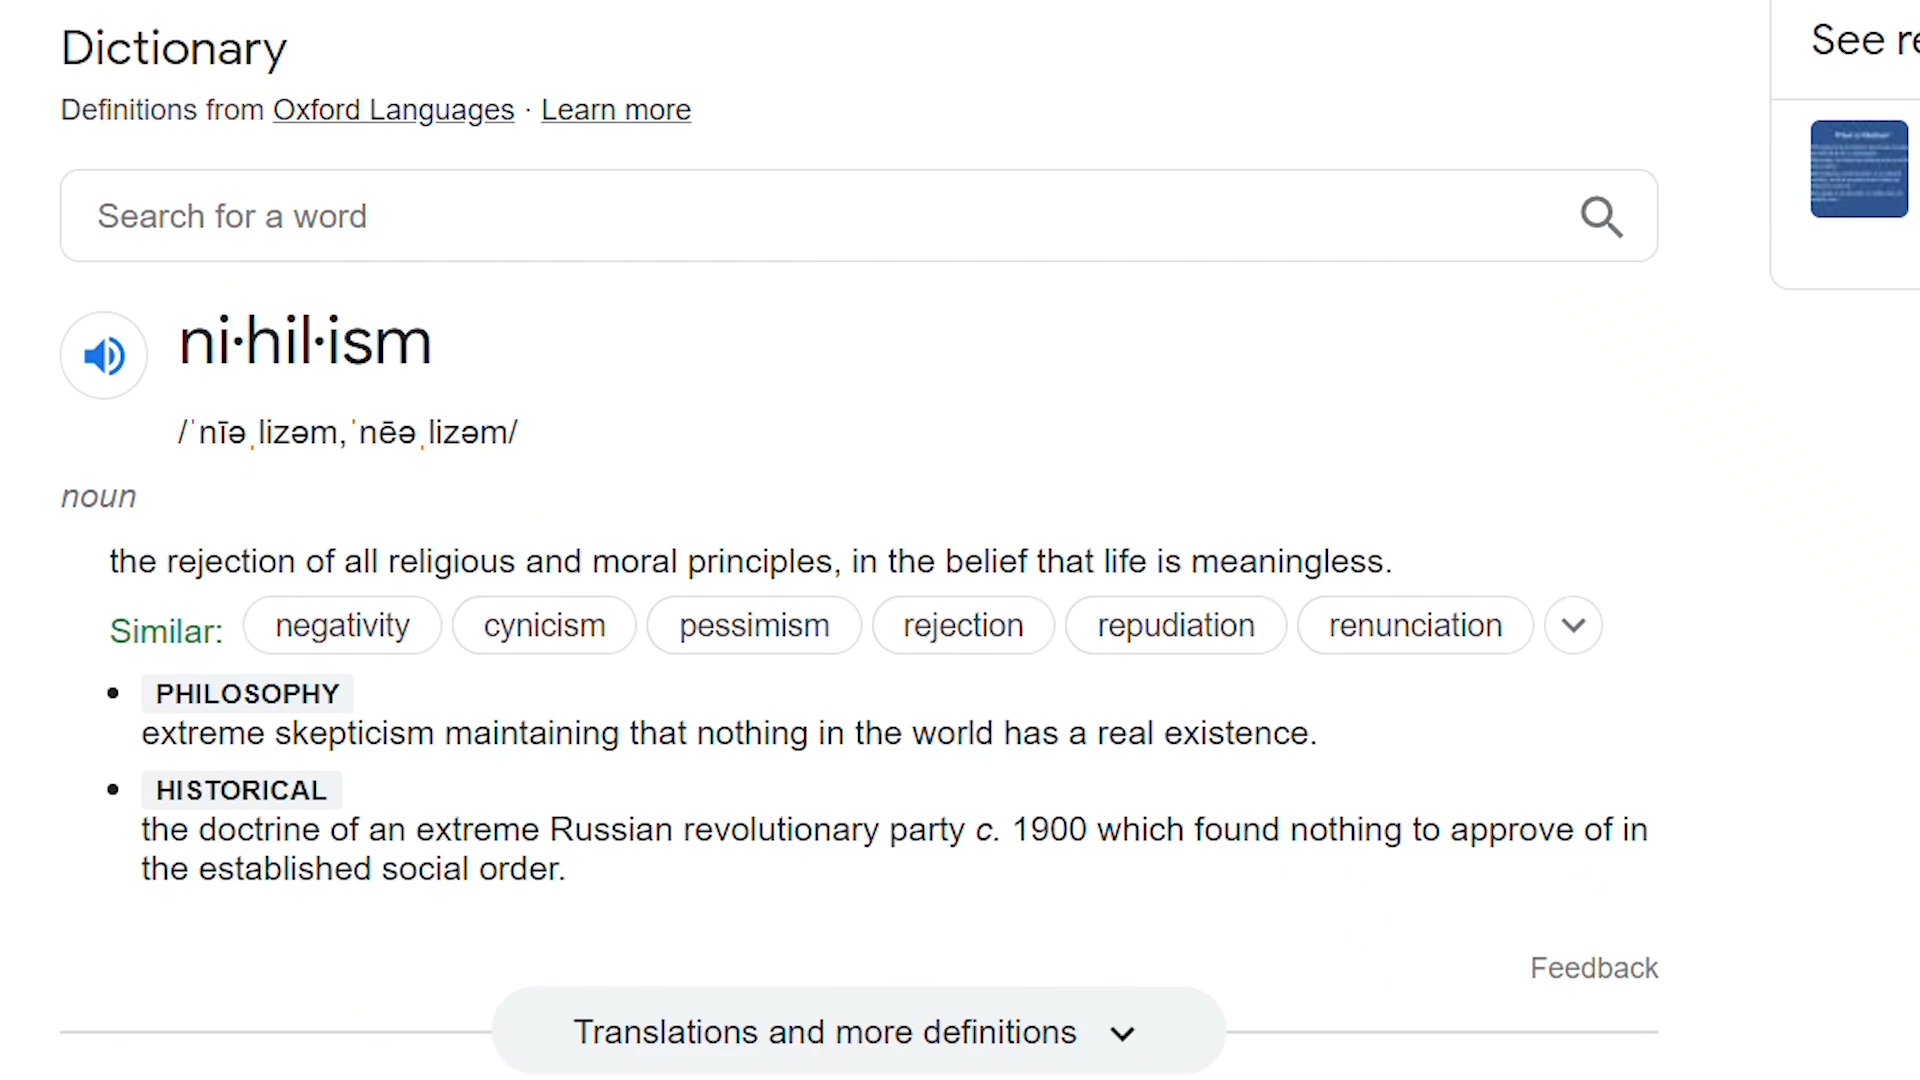 Dictionary
See re
Definitions from Oxford Languages · Learn more
Search for a word
ni·hil·ism
/ˈnīəˌlizəm,ˈnēəˌlizəm/
noun
the rejection of all religious and moral principles, in the belief that life is meaningless.
Similar: negativity cynicism pessimism rejection repudiation renunciation
• PHILOSOPHY
extreme skepticism maintaining that nothing in the world has a real existence.
• HISTORICAL
the doctrine of an extreme Russian revolutionary party c. 1900 which found nothing to approve of in
the established social order.
Feedback
Translations and more definitions